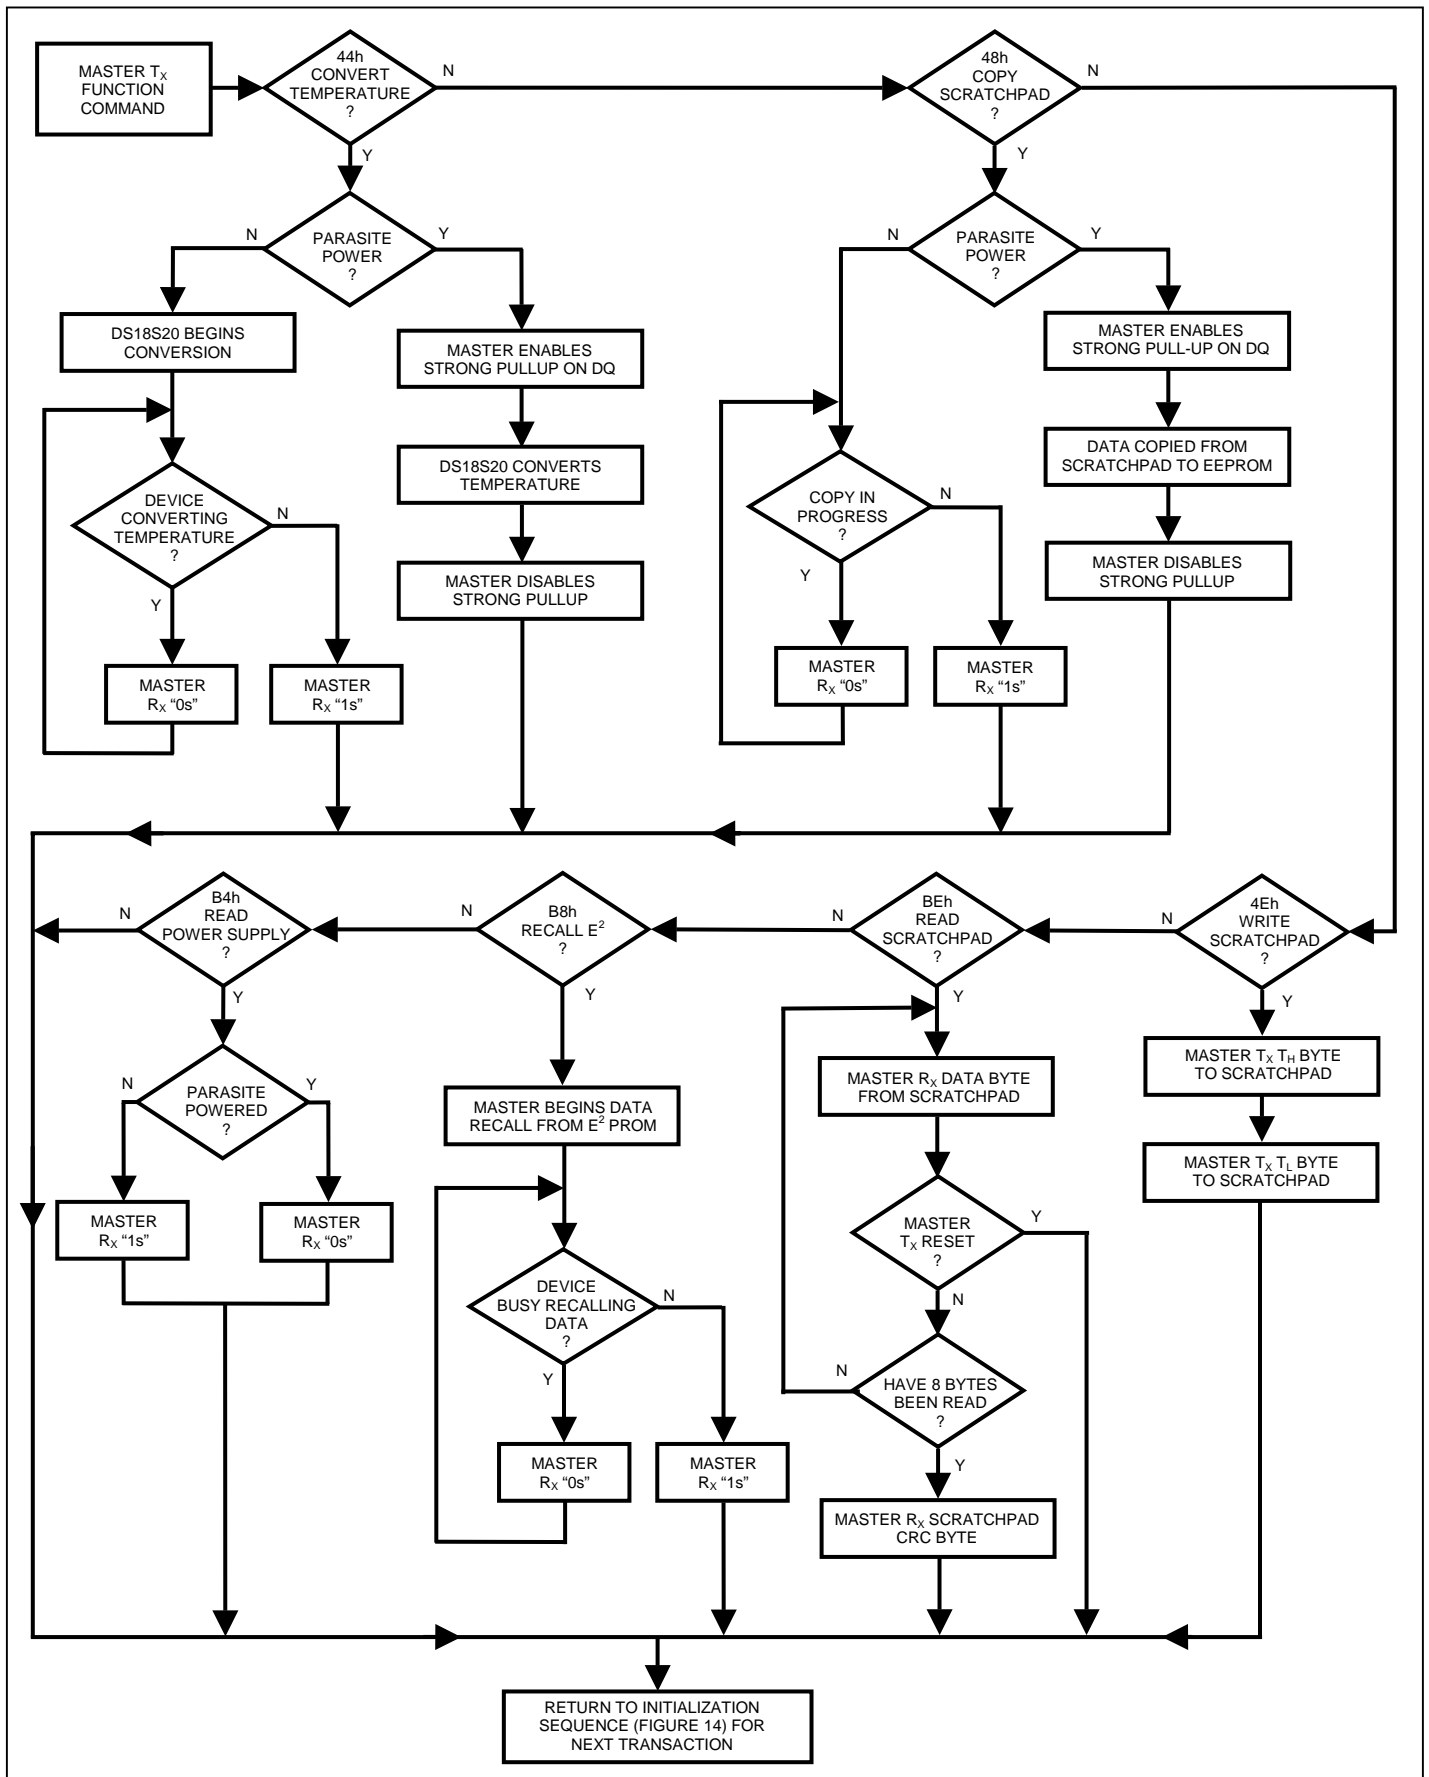 MASTER TX
FUNCTION
COMMAND
44h
CONVERT
TEMPERATURE
?
N
Y
48h
COPY
SCRATCHPAD
?
N
Y
PARASITE
POWER
?
N
Y
PARASITE
POWER
?
N
Y
DS18S20 BEGINS
CONVERSION
MASTER ENABLES
STRONG PULLUP ON DQ
MASTER ENABLES
STRONG PULL-UP ON DQ
DS18S20 CONVERTS
TEMPERATURE
DATA COPIED FROM
SCRATCHPAD TO EEPROM
DEVICE
CONVERTING
TEMPERATURE
?
N
Y
COPY IN
PROGRESS
?
N
Y
MASTER DISABLES
STRONG PULLUP
MASTER DISABLES
STRONG PULLUP
MASTER
RX “0s”
MASTER
RX “1s”
MASTER
RX “0s”
MASTER
RX “1s”
B4h
READ
POWER SUPPLY
?
N
Y
B8h
RECALL E2
?
N
Y
BEh
READ
SCRATCHPAD
?
N
Y
4Eh
WRITE
SCRATCHPAD
?
N
Y
PARASITE
POWERED
?
N
Y
MASTER BEGINS DATA
RECALL FROM E2 PROM
MASTER RX DATA BYTE
FROM SCRATCHPAD
MASTER TX TH BYTE
TO SCRATCHPAD
MASTER TX TL BYTE
TO SCRATCHPAD
MASTER
RX “1s”
MASTER
RX “0s”
MASTER
TX RESET
?
Y
N
DEVICE
BUSY RECALLING
DATA
?
N
Y
HAVE 8 BYTES
BEEN READ
?
N
Y
MASTER
RX “0s”
MASTER
RX “1s”
MASTER RX SCRATCHPAD
CRC BYTE
RETURN TO INITIALIZATION
SEQUENCE (FIGURE 14) FOR
NEXT TRANSACTION